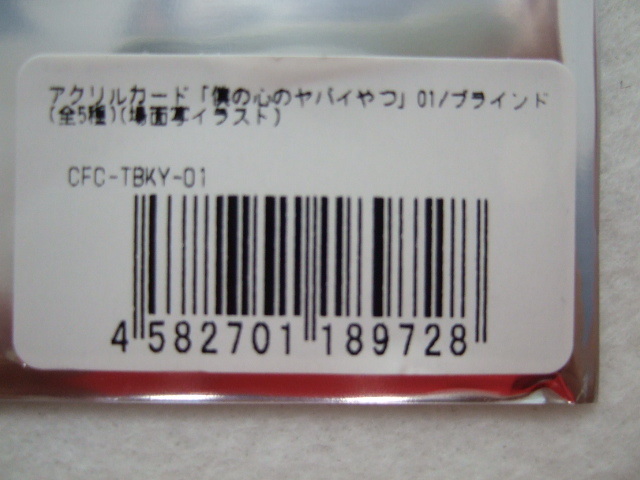 アクリルカード「僕の心のヤバイやつ」01/ブラインド
(全5種)(場面写イラスト)
CFC-TBKY-01
4 582701 189728